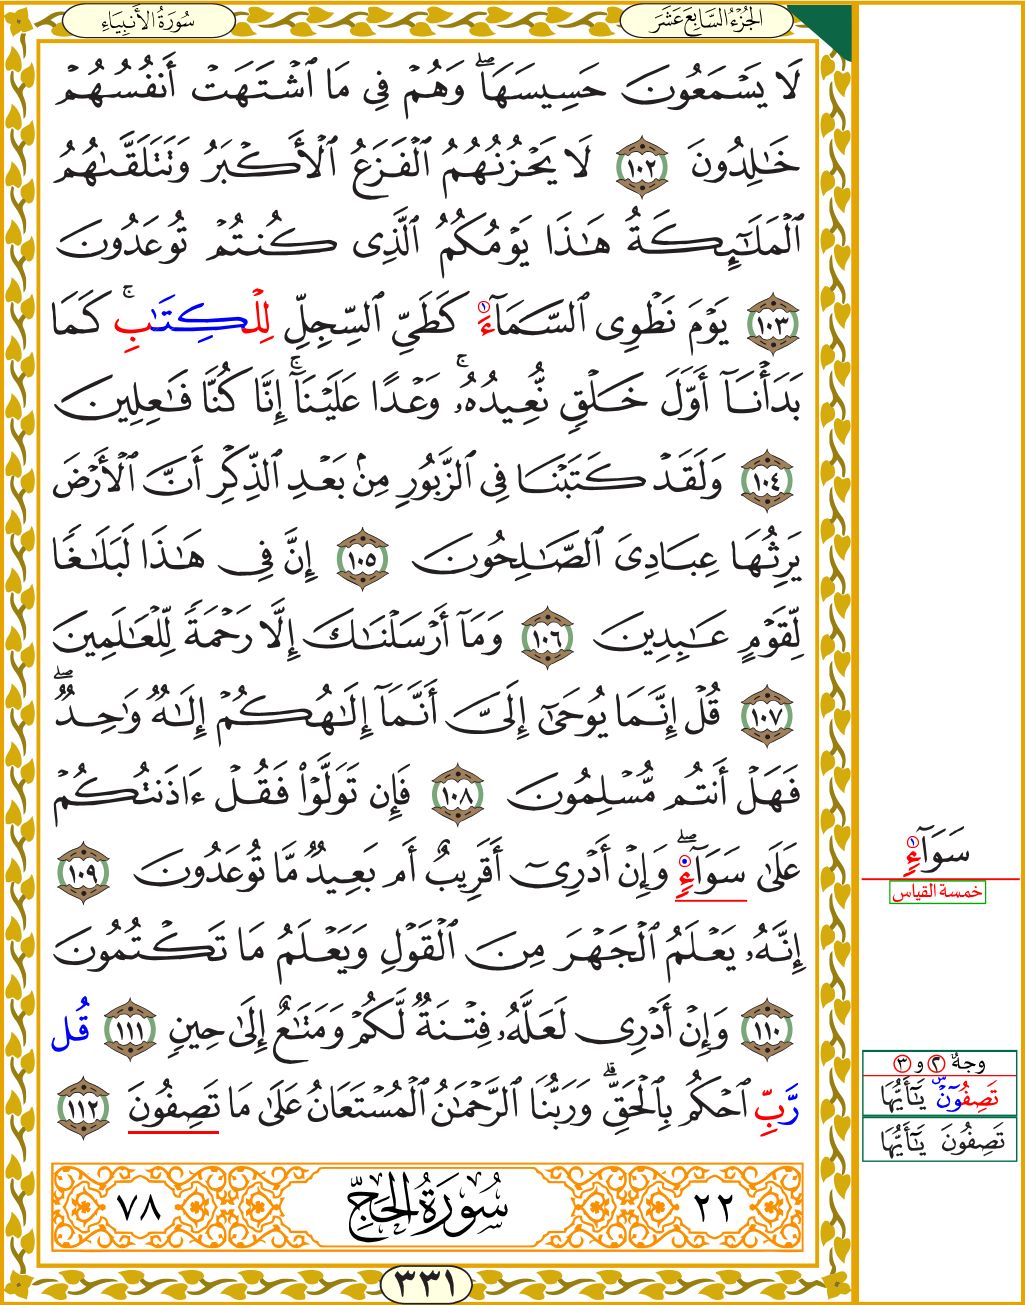 الجُزْءُ السَّابِعَ عَشَرَ
سُورَةُ الأَنبِيَاءِ
لَا يَسْمَعُونَ حَسِيسَهَاۖ وَهُمْ فِي مَا ٱشْتَهَتْ أَنفُسُهُمْ
خَٰلِدُونَ ١٠٢ لَا يَحْزُنُهُمُ ٱلْفَزَعُ ٱلْأَكْبَرُ وَتَتَلَقَّىٰهُمُ
ٱلْمَلَٰٓئِكَةُ هَٰذَا يَوْمُكُمُ ٱلَّذِى كُنتُمْ تُوعَدُونَ
١٠٣ يَوْمَ نَطْوِى ٱلسَّمَآءَ كَطَيِّ ٱلسِّجِلِّ لِلْكِتَٰبِۚ كَمَا
بَدَأْنَآ أَوَّلَ خَلْقٍ نُّعِيدُهُۥۚ وَعْدًا عَلَيْنَآۚ إِنَّا كُنَّا فَٰعِلِينَ
١٠٤ وَلَقَدْ كَتَبْنَا فِى ٱلزَّبُورِ مِنۢ بَعْدِ ٱلذِّكْرِ أَنَّ ٱلْأَرْضَ
يَرِثُهَا عِبَادِىَ ٱلصَّٰلِحُونَ ١٠٥ إِنَّ فِى هَٰذَا لَبَلَٰغًا
لِّقَوْمٍ عَٰبِدِينَ ١٠٦ وَمَآ أَرْسَلْنَٰكَ إِلَّا رَحْمَةً لِّلْعَٰلَمِينَ
١٠٧ قُلْ إِنَّمَا يُوحَىٰٓ إِلَىَّ أَنَّمَآ إِلَٰهُكُمْ إِلَٰهٌ وَٰحِدٌۖ
فَهَلْ أَنتُم مُّسْلِمُونَ ١٠٨ فَإِن تَوَلَّوْا۟ فَقُلْ ءَاذَنتُكُمْ
عَلَىٰ سَوَآءٍۖ وَإِنْ أَدْرِىٓ أَقَرِيبٌ أَم بَعِيدٌ مَّا تُوعَدُونَ ١٠٩
إِنَّهُۥ يَعْلَمُ ٱلْجَهْرَ مِنَ ٱلْقَوْلِ وَيَعْلَمُ مَا تَكْتُمُونَ
١١٠ وَإِنْ أَدْرِى لَعَلَّهُۥ فِتْنَةٌ لَّكُمْ وَمَتَٰعٌ إِلَىٰ حِينٍ ١١١ قُل
رَّبِّ ٱحْكُم بِٱلْحَقِّۗ وَرَبُّنَا ٱلرَّحْمَٰنُ ٱلْمُسْتَعَانُ عَلَىٰ مَا تَصِفُونَ ١١٢
٢٢ سُورَةُ الحَجِّ ٧٨
٣٣١
سَوَآءٍ ١
خمسة القياس
وجهٌ ٢ و ٣
تَصِفُوٓنَ ۜ يَٰٓأَيُّهَا
تَصِفُونَ يَٰٓأَيُّهَا